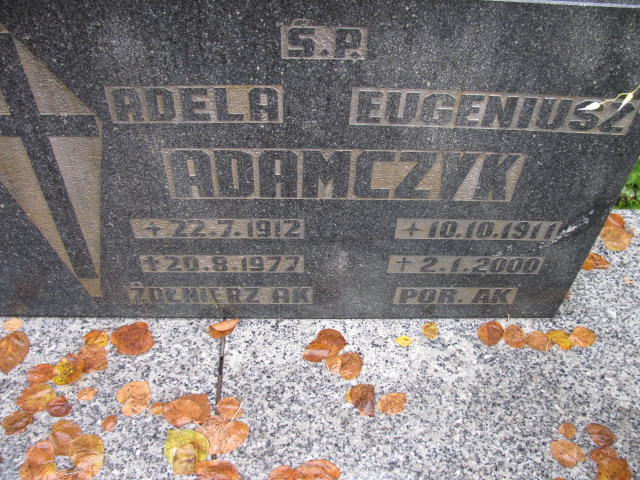 Ś.P.
ADELA EUGENIUSZ
ADAMCZYK
+ 22.7.1912 + 10.10.1911
+ 20.8.1977 + 2.1.2000
ŻOŁNIERZ AK POR. AK